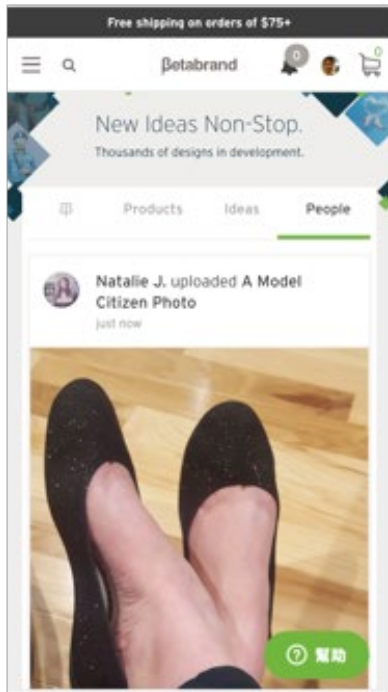 Free shipping on orders of $75+
βetabrand
0
0
New Ideas Non-Stop.
Thousands of designs in development.
Products
Ideas
People
Natalie J. uploaded A Model
Citizen Photo
just now
幫助